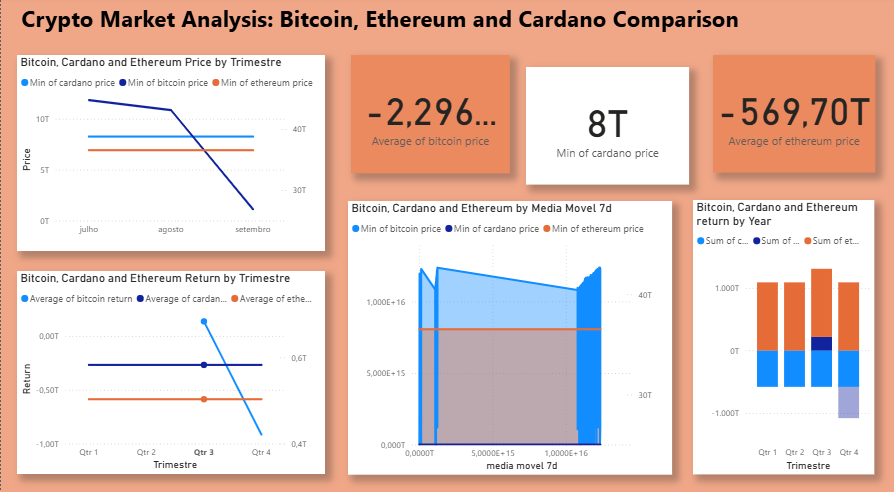 Crypto Market Analysis: Bitcoin, Ethereum and Cardano Comparison
Bitcoin, Cardano and Ethereum Price by Trimestre
Min of cardano price Min of bitcoin price Min of ethereum price
10T
5T
0T
Price
40T
30T
julho agosto setembro
-2,296...
Average of bitcoin price
8T
Min of cardano price
-569,70T
Average of ethereum price
Bitcoin, Cardano and Ethereum Return by Trimestre
Average of bitcoin return Average of cardan... Average of ethe...
0,00T
-0,50T
-1,00T
Return
0,6T
0,4T
Qtr 1 Qtr 2 Qtr 3 Qtr 4
Trimestre
Bitcoin, Cardano and Ethereum by Media Movel 7d
Min of bitcoin price Min of cardano price Min of ethereum price
1,000E+16
5,000E+15
0,000T
40T
30T
0,0000T 5,0000E+15 1,0000E+16
media movel 7d
Bitcoin, Cardano and Ethereum
return by Year
Sum of c... Sum of ... Sum of et...
1.000T
0T
-1.000T
Qtr 1 Qtr 2 Qtr 3 Qtr 4
Trimestre